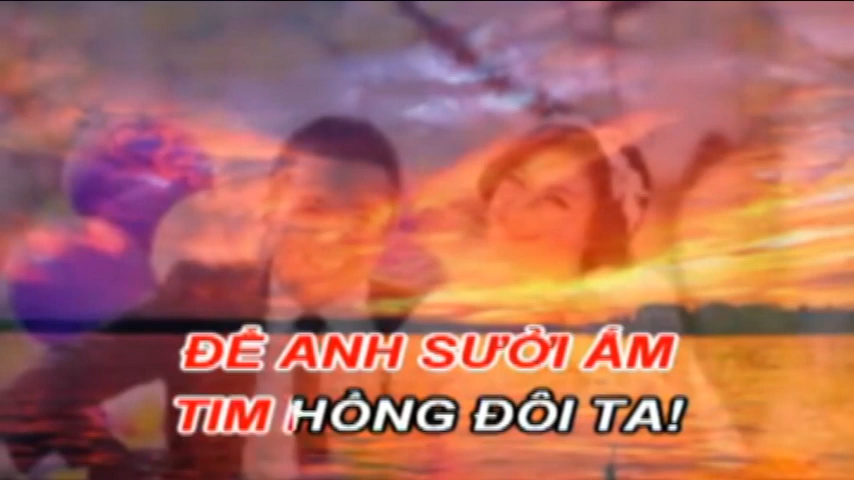 ĐỂ ANH SƯỞI ẤM
TIM HỒNG ĐÔI TA!